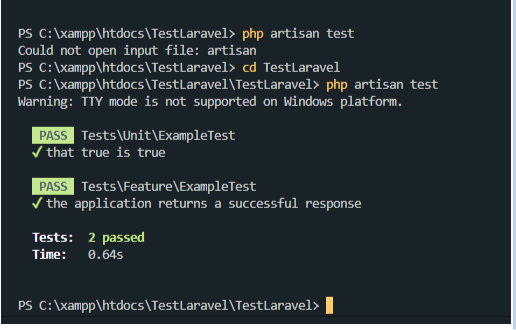 PS C:\xampp\htdocs\TestLaravel> php artisan test
Could not open input file: artisan
PS C:\xampp\htdocs\TestLaravel> cd TestLaravel
PS C:\xampp\htdocs\TestLaravel\TestLaravel> php artisan test
Warning: TTY mode is not supported on Windows platform.
PASS Tests\Unit\ExampleTest
✓ that true is true
PASS Tests\Feature\ExampleTest
✓ the application returns a successful response
Tests: 2 passed
Time: 0.64s
PS C:\xampp\htdocs\TestLaravel\TestLaravel>